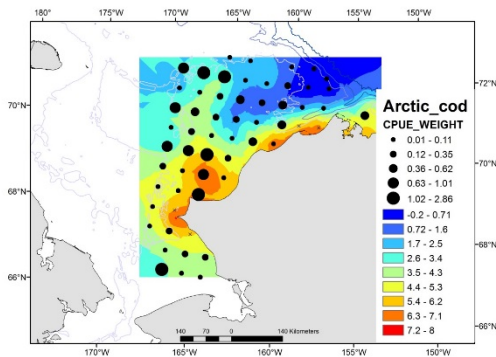 180° 175°W 170°W 165°W 160°W 155°W 150°W
72°N
70°N
70°N
68°N
68°N
66°N
66°N
170°W 165°W 160°W 155°W
Arctic_cod
CPUE_WEIGHT
0.01 - 0.11
0.12 - 0.35
0.36 - 0.62
0.63 - 1.01
1.02 - 2.86
-0.2 - 0.71
0.72 - 1.6
1.7 - 2.5
2.6 - 3.4
3.5 - 4.3
4.4 - 5.3
5.4 - 6.2
6.3 - 7.1
7.2 - 8
140 70 0 140 Kilometers